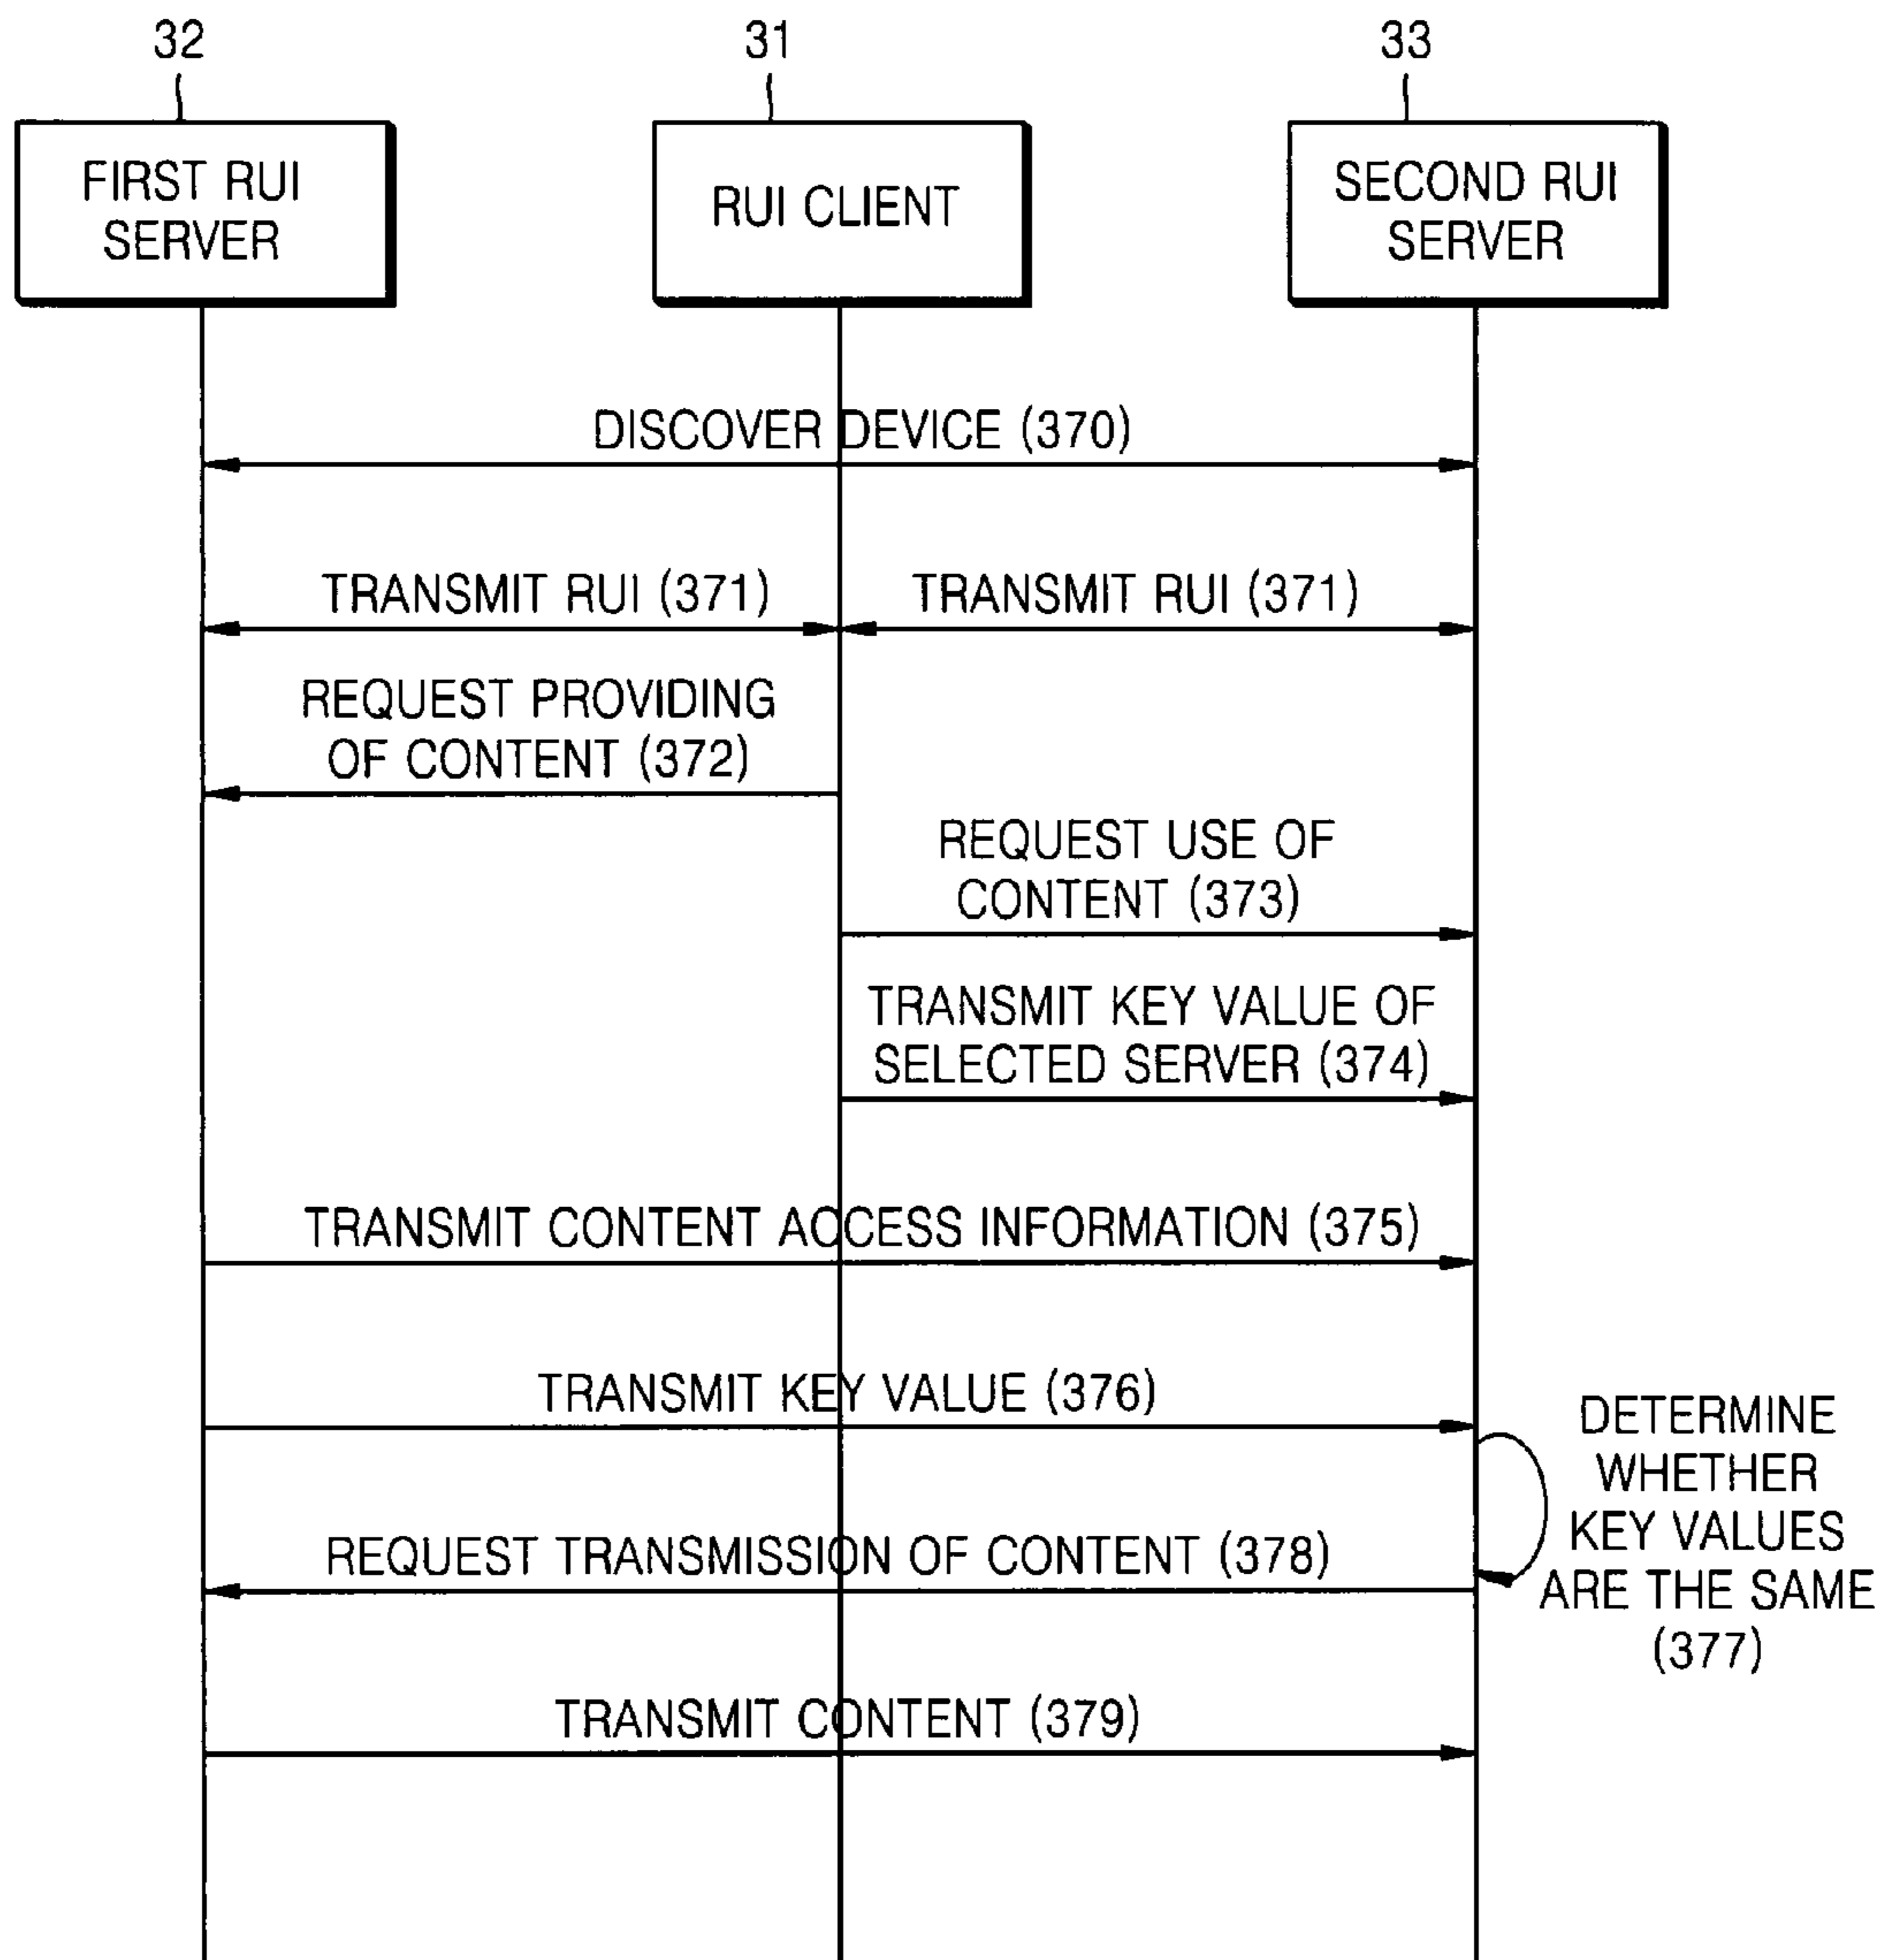 32
31
33
FIRST RUI
SERVER
RUI CLIENT
SECOND RUI
SERVER
DISCOVER DEVICE (370)
TRANSMIT RUI (371)
TRANSMIT RUI (371)
REQUEST PROVIDING
OF CONTENT (372)
REQUEST USE OF
CONTENT (373)
TRANSMIT KEY VALUE OF
SELECTED SERVER (374)
TRANSMIT CONTENT ACCESS INFORMATION (375)
TRANSMIT KEY VALUE (376)
DETERMINE
WHETHER
KEY VALUES
ARE THE SAME
(377)
REQUEST TRANSMISSION OF CONTENT (378)
TRANSMIT CONTENT (379)